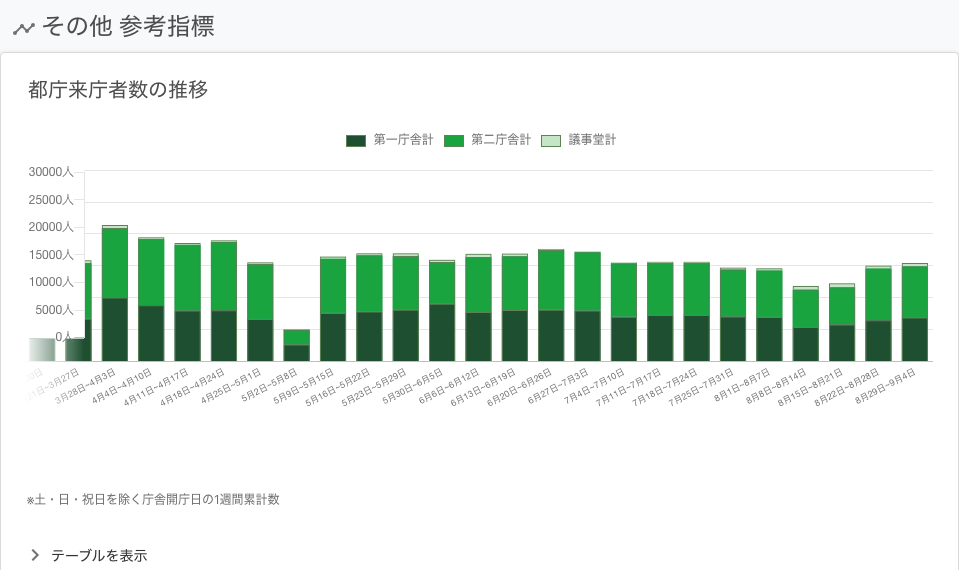 その他 参考指標
都庁来庁者数の推移
第一庁舎計 第二庁舎計 議事堂計
30000人
25000人
20000人
15000人
10000人
5000人
0人
3月28日~4月3日
4月4日~4月10日
4月11日~4月17日
4月18日~4月24日
4月25日~5月1日
5月2日~5月8日
5月9日~5月15日
5月16日~5月22日
5月23日~5月29日
5月30日~6月5日
6月6日~6月12日
6月13日~6月19日
6月20日~6月26日
6月27日~7月3日
7月4日~7月10日
7月11日~7月17日
7月18日~7月24日
7月25日~7月31日
8月1日~8月7日
8月8日~8月14日
8月15日~8月21日
8月22日~8月28日
8月29日~9月4日
※土・日・祝日を除く庁舎開庁日の1週間累計数
テーブルを表示